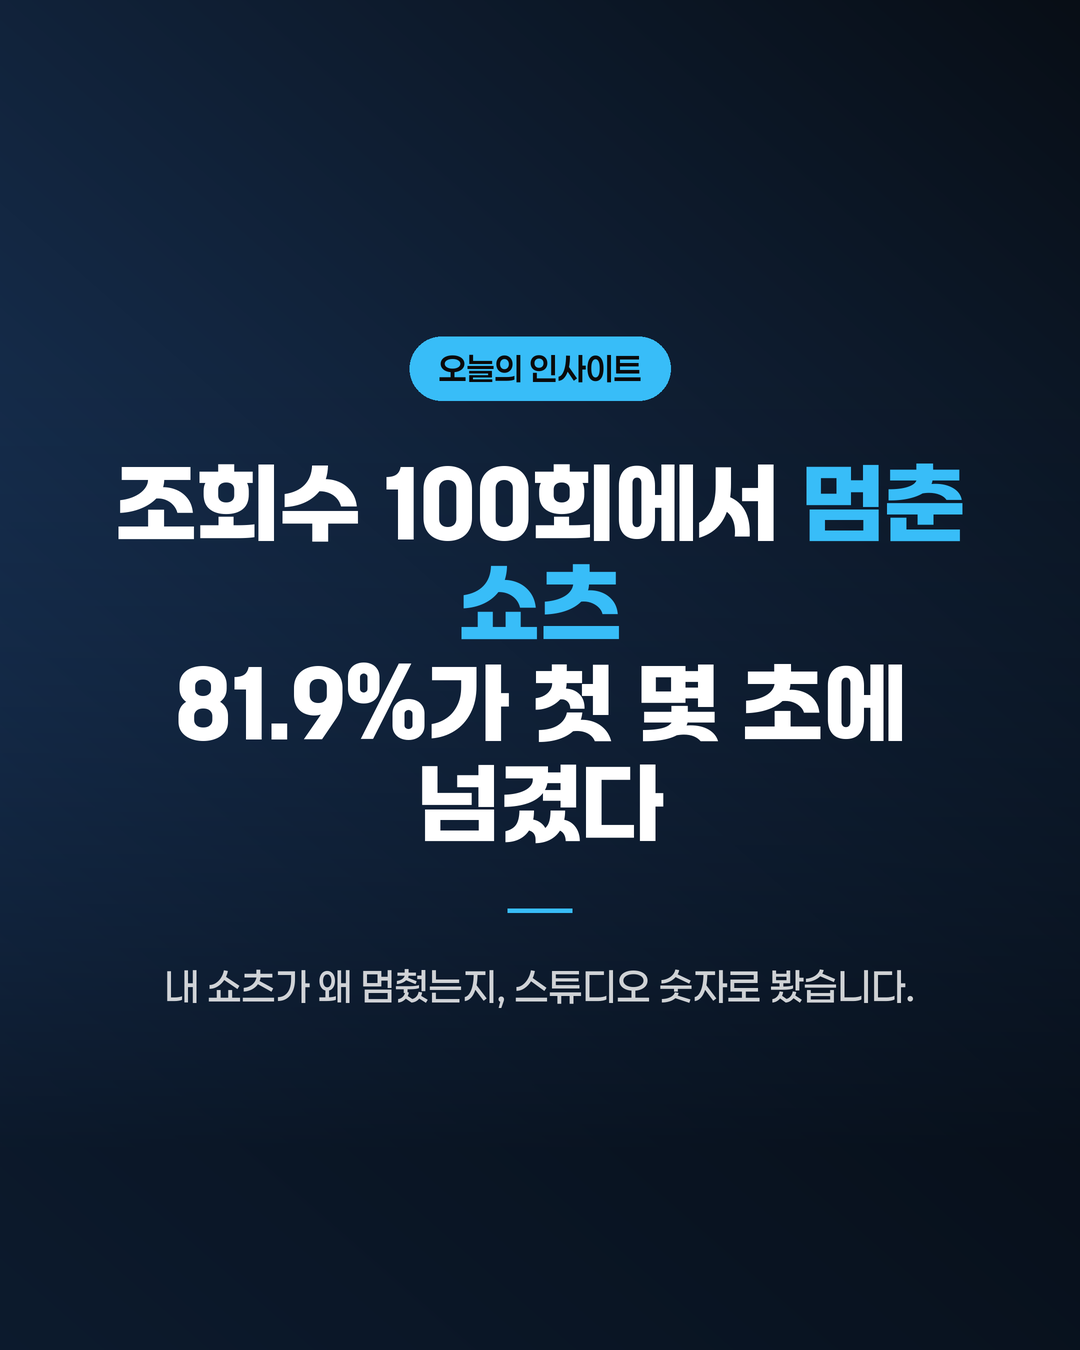 오늘의 인사이트
조회수 100회에서 멈춘
쇼츠
81.9%가 첫 몇 초에
넘겼다
내 쇼츠가 왜 멈췄는지, 스튜디오 숫자로 봤습니다.